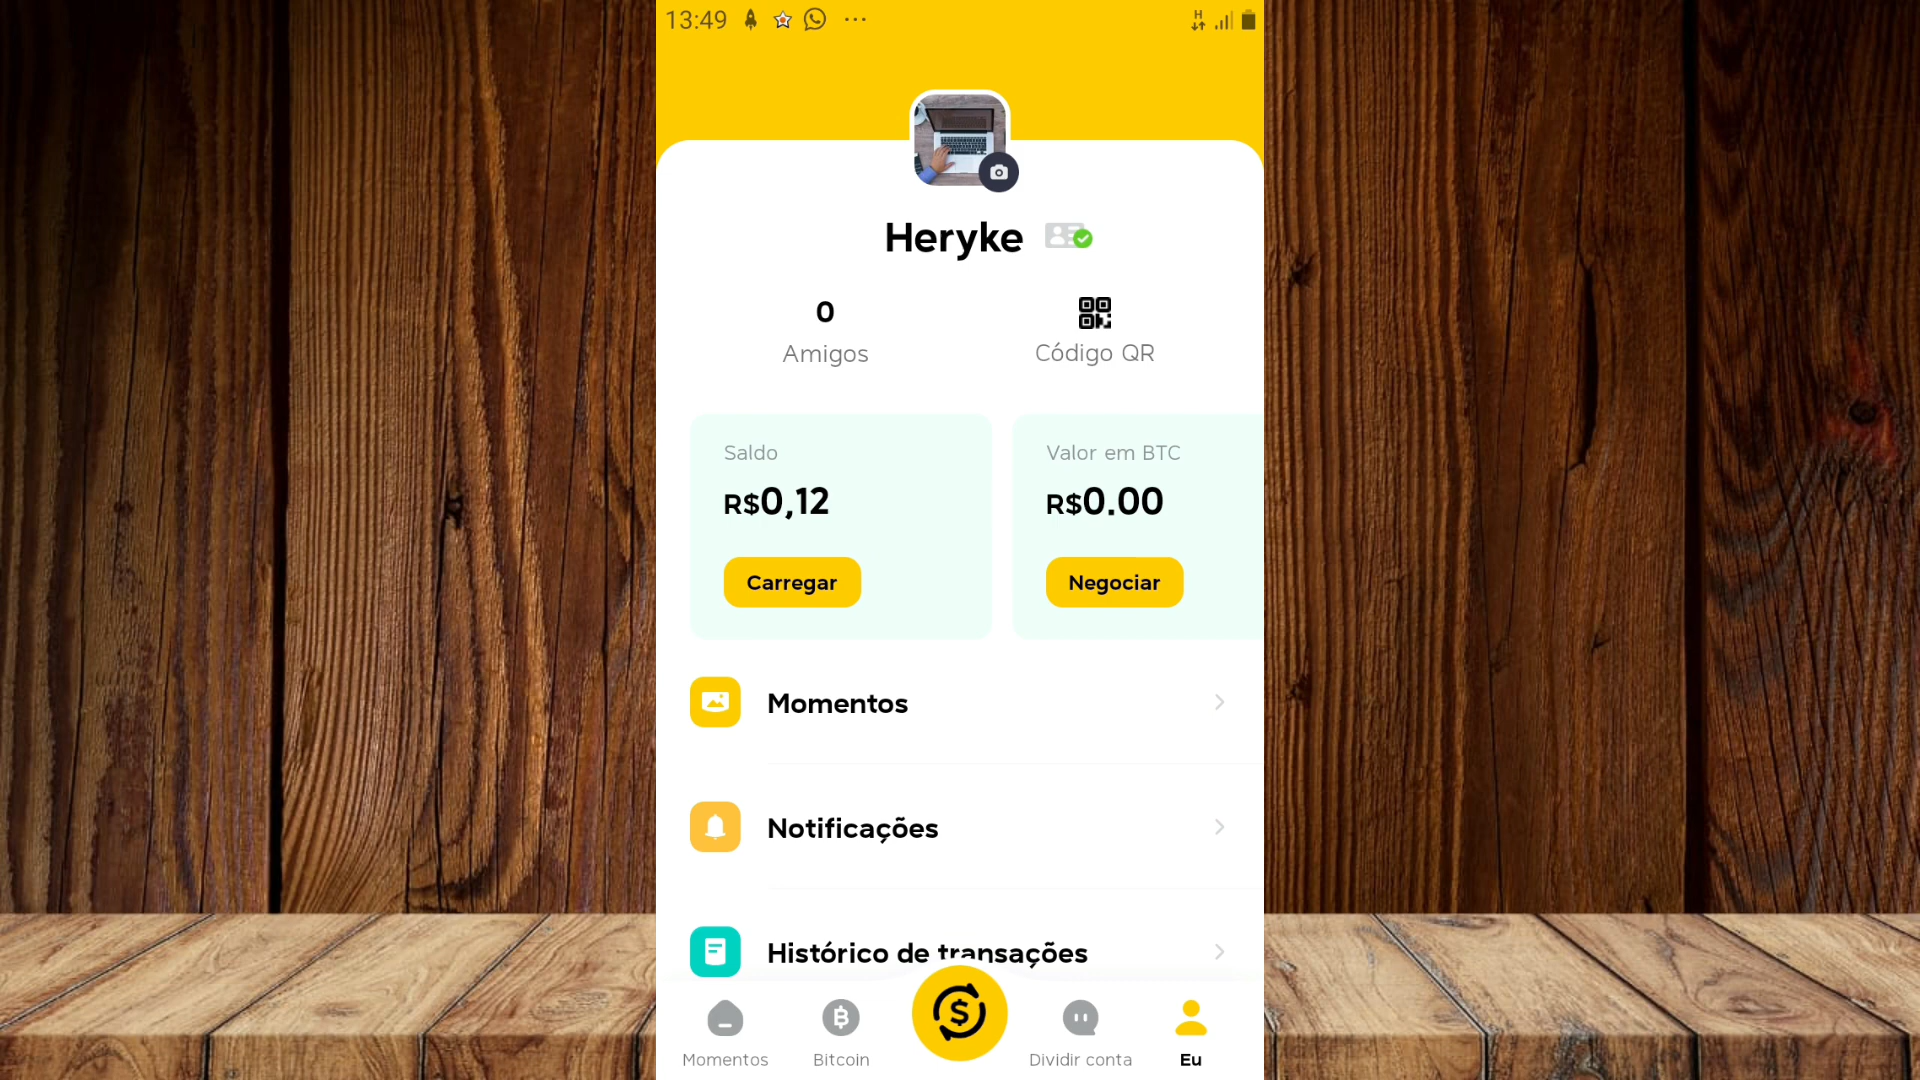 13:49
H
Heryke
0
Amigos
Código QR
Saldo
R$0,12
Carregar
Valor em BTC
R$0.00
Negociar
Momentos
Notificações
Histórico de transações
Momentos
Bitcoin
Dividir conta
Eu